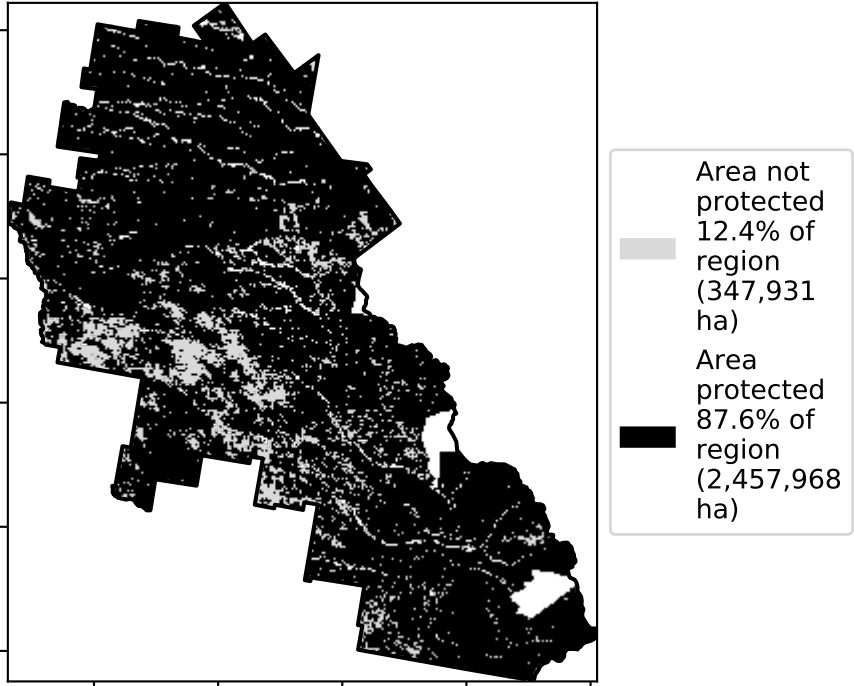 Area not
protected
12.4% of
region
(347,931
ha)
Area
protected
87.6% of
region
(2,457,968
ha)